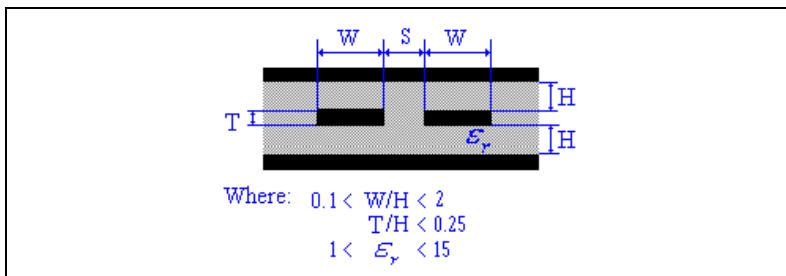 W S W
H
T
H
εr
Where: 0.1 < W/H < 2
T/H < 0.25
1 < εr < 15